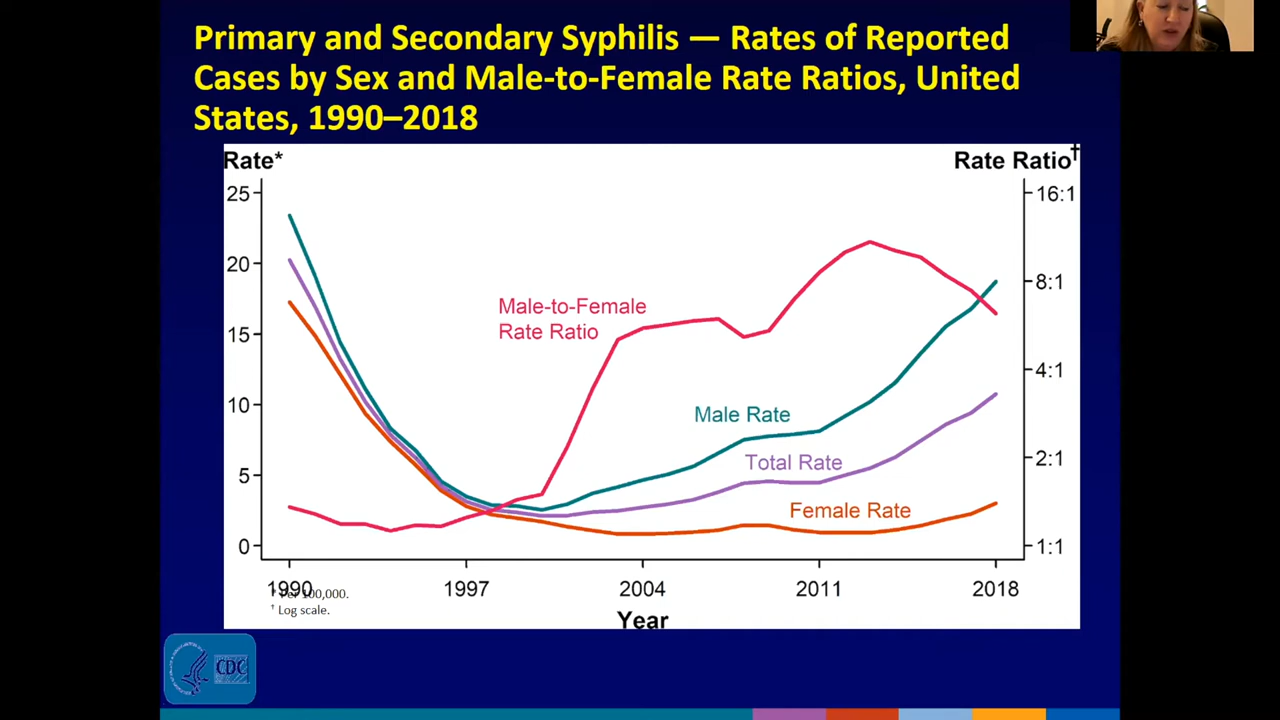 Primary and Secondary Syphilis — Rates of Reported
Cases by Sex and Male-to-Female Rate Ratios, United
States, 1990–2018
Rate*
Rate Ratio†
25
16:1
20
8:1
Male-to-Female
Rate Ratio
15
4:1
10
Male Rate
Total Rate
2:1
5
Female Rate
0
1:1
1990
1997
2004
2011
2018
* Per 100,000.
† Log scale.
Year
CDC